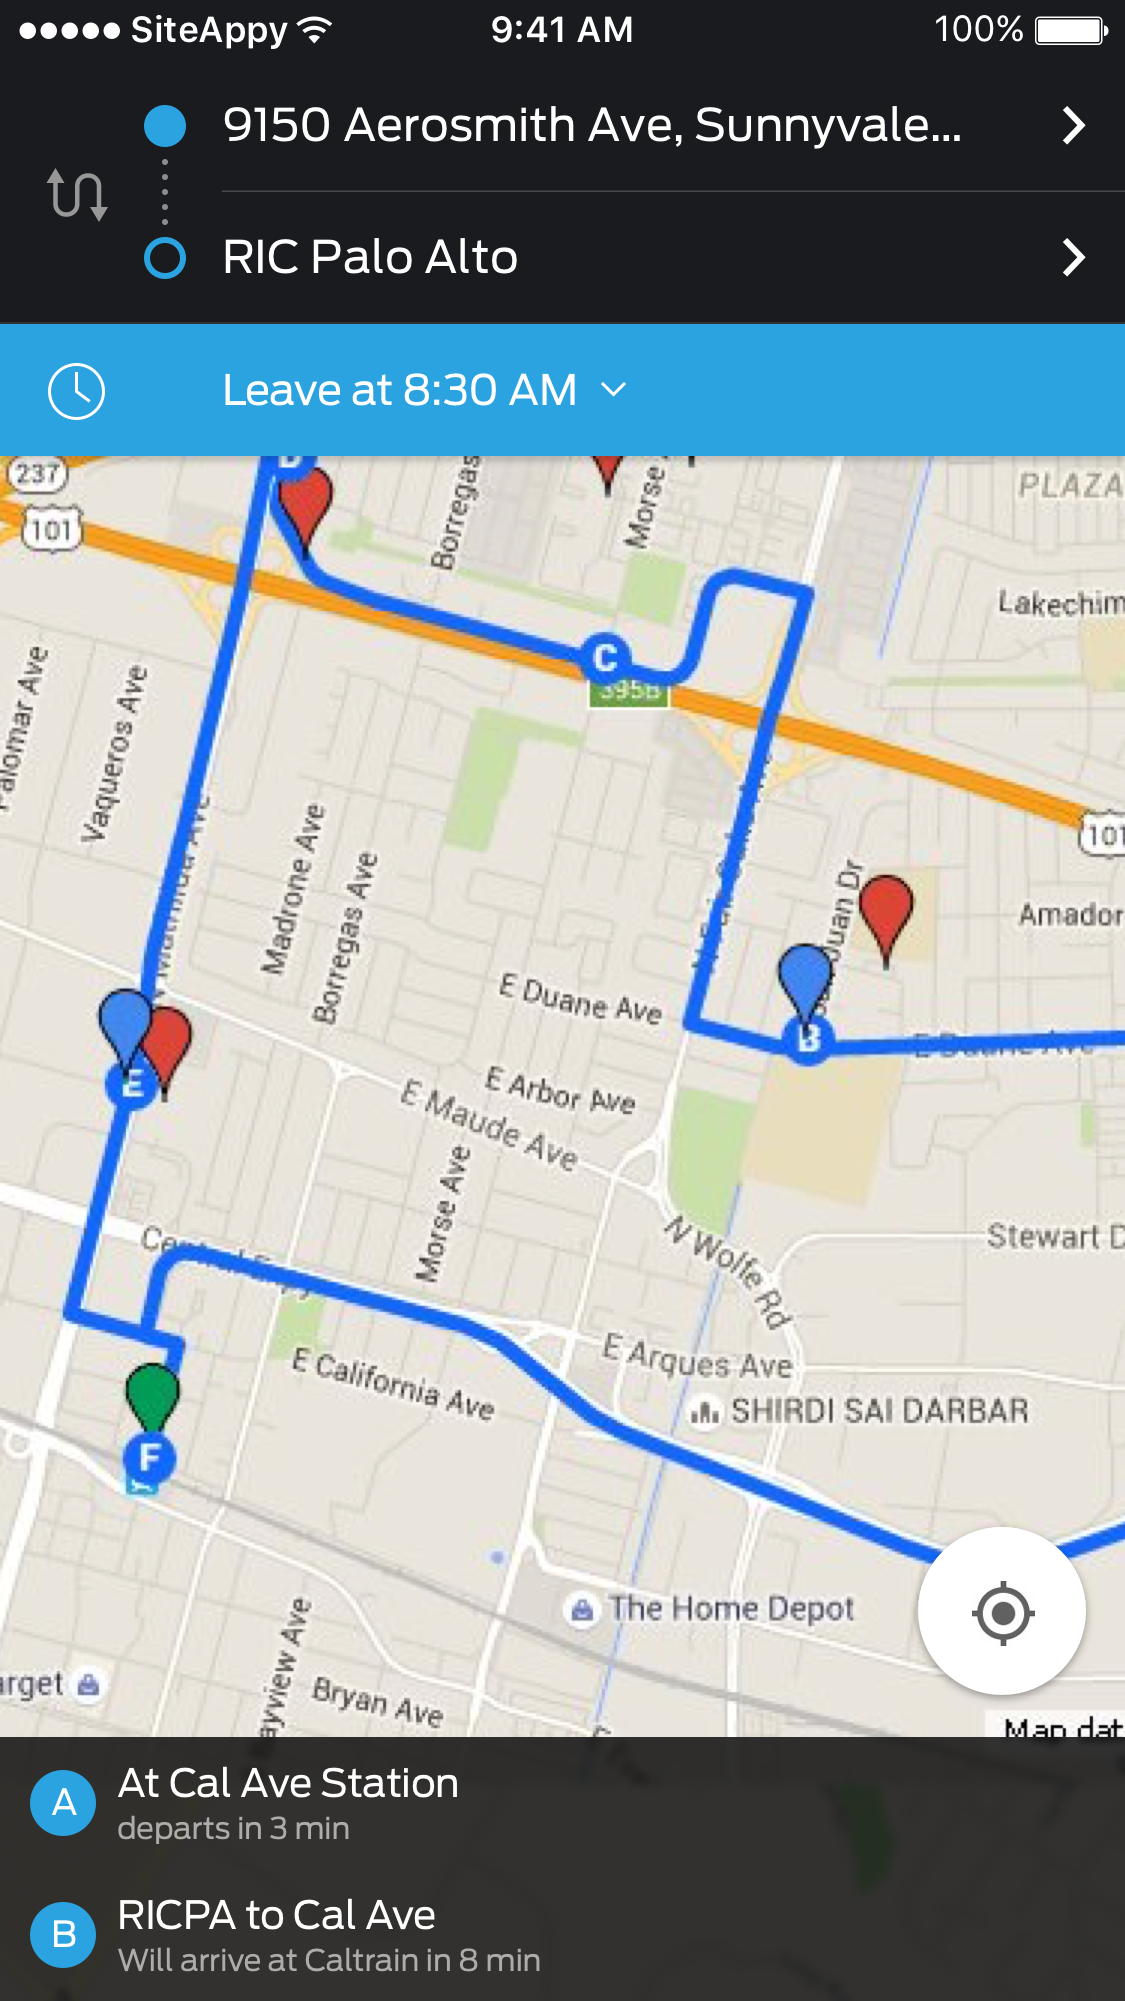 SiteAppy 9:41 AM 100%
9150 Aerosmith Ave, Sunnyvale...
RIC Palo Alto
Leave at 8:30 AM
237
D
101
Borregas
Morse
PLAZA
Lakechim
C
395B
Palomar Ave
Vaqueros Ave
101
N Mathilda Ave
Madrone Ave
Borregas Ave
Juan Dr
Amador
E Duane Ave
B
E Duane Ave
E
E Arbor Ave
E Maude Ave
Morse Ave
Central Expy
N Wolfe Rd
Stewart D
E Arques Ave
E California Ave
SHIRDI SAI DARBAR
F
The Home Depot
arget
ayview Ave
Bryan Ave
Map dat
A
At Cal Ave Station
departs in 3 min
B
RICPA to Cal Ave
Will arrive at Caltrain in 8 min